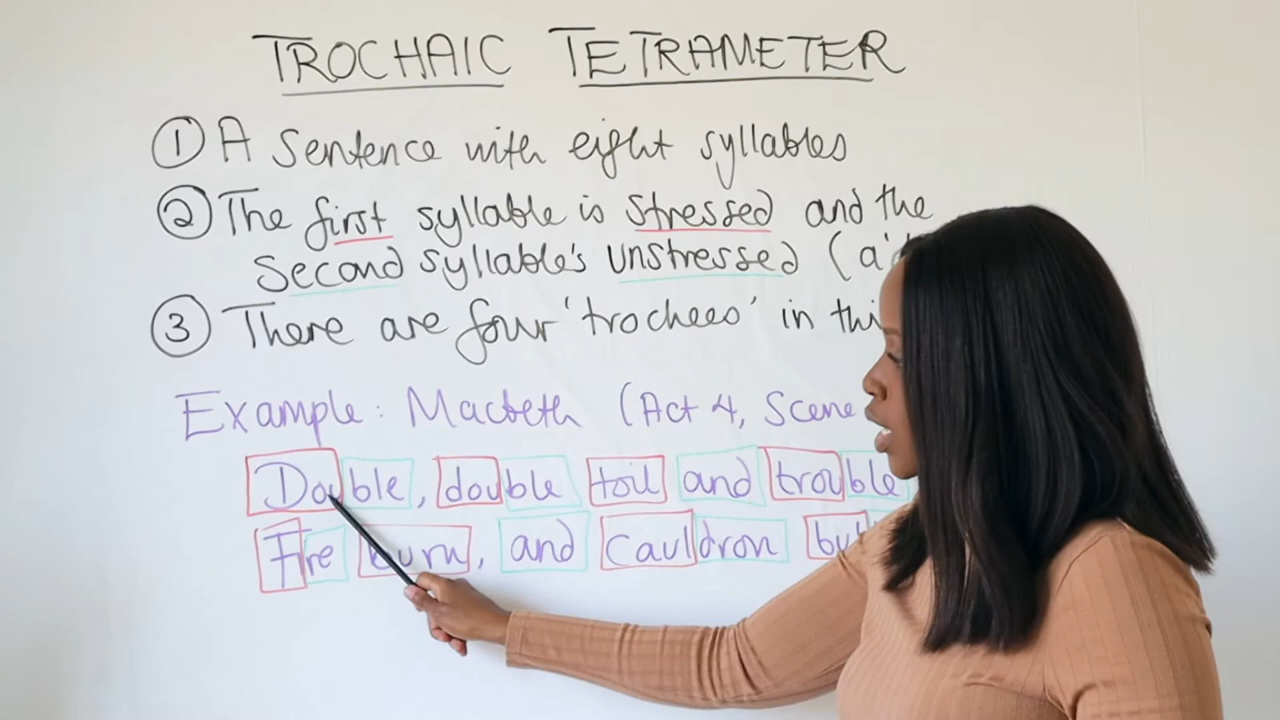 TROCHAIC TETRAMETER
① A Sentence with eight syllables
② The first syllable is stressed and the
Second syllable's unstressed
③ There are four 'trochees' in
Example: Macbeth (Act 4, Scene
Double, double toil and trouble
Fire burn, and Cauldron